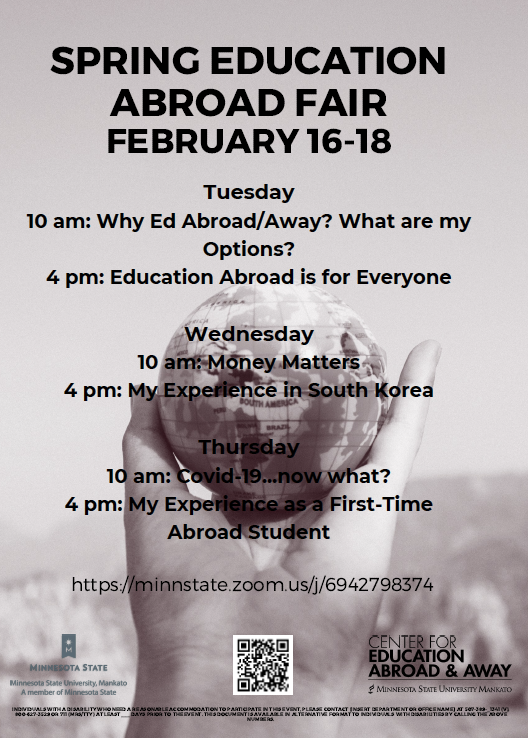 SPRING EDUCATION
ABROAD FAIR
FEBRUARY 16-18
Tuesday
10 am: Why Ed Abroad/Away? What are my
Options?
4 pm: Education Abroad is for Everyone
Wednesday
10 am: Money Matters
4 pm: My Experience in South Korea
PERU
SOUTH AMERICA
BRAZIL
Thursday
10 am: Covid-19...now what?
4 pm: My Experience as a First-Time
Abroad Student
https://minnstate.zoom.us/j/6942798374
MINNESOTA STATE
Minnesota State University, Mankato
A member of Minnesota State
CENTER FOR
EDUCATION
ABROAD & AWAY
MINNESOTA STATE UNIVERSITY MANKATO
INDIVIDUALS WITH A DISABILITY WHO NEED A REASONABLE ACCOMMODATION TO PARTICIPATE IN THIS EVENT, PLEASE CONTACT [INSERT DEPARTMENT OR OFFICE NAME] AT 507-389- (V)
800-627-3529 OR 711 (MRS/TTY) AT LEAST DAYS PRIOR TO THE EVENT. THIS DOCUMENT IS AVAILABLE IN ALTERNATIVE FORMAT TO INDIVIDUALS WITH DISABILITIES BY CALLING THE ABOVE
NUMBERS.